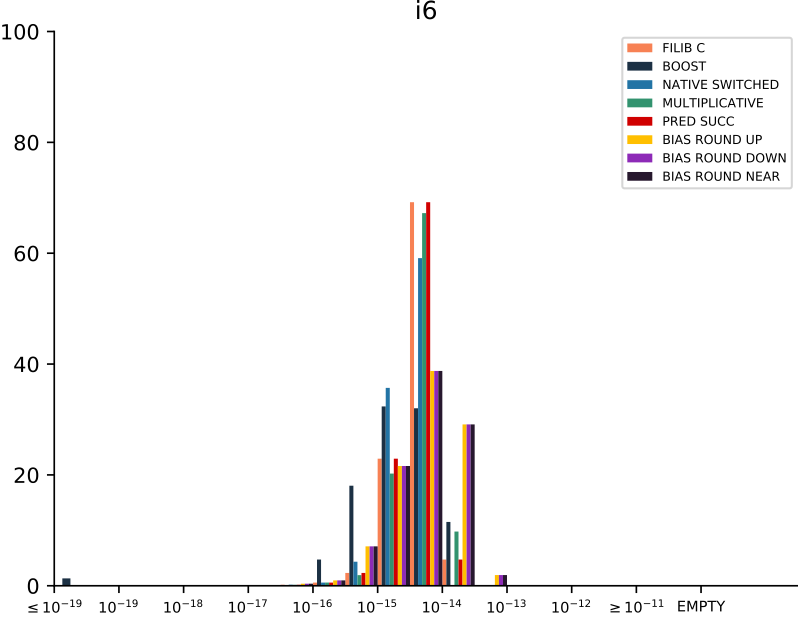 i6
100
80
60
40
20
0
FILIB C
BOOST
NATIVE SWITCHED
MULTIPLICATIVE
PRED SUCC
BIAS ROUND UP
BIAS ROUND DOWN
BIAS ROUND NEAR
≤ 10⁻¹⁹ 10⁻¹⁹ 10⁻¹⁸ 10⁻¹⁷ 10⁻¹⁶ 10⁻¹⁵ 10⁻¹⁴ 10⁻¹³ 10⁻¹² ≥ 10⁻¹¹ EMPTY